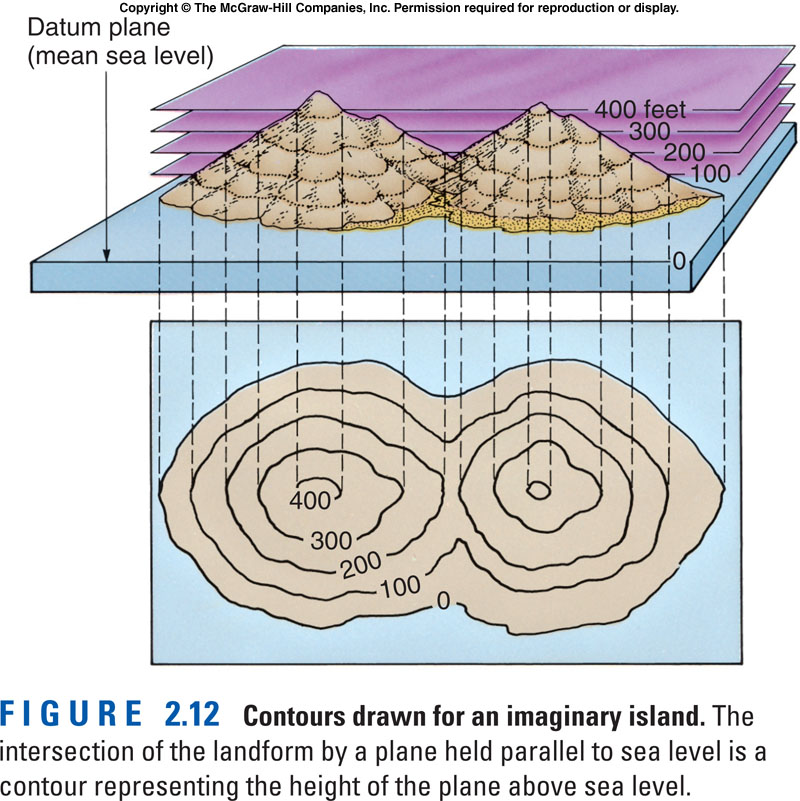 Copyright © The McGraw-Hill Companies, Inc. Permission required for reproduction or display.
Datum plane
(mean sea level)
400 feet
300
200
100
0
400
300
200
100
0
FIGURE 2.12 Contours drawn for an imaginary island. The
intersection of the landform by a plane held parallel to sea level is a
contour representing the height of the plane above sea level.